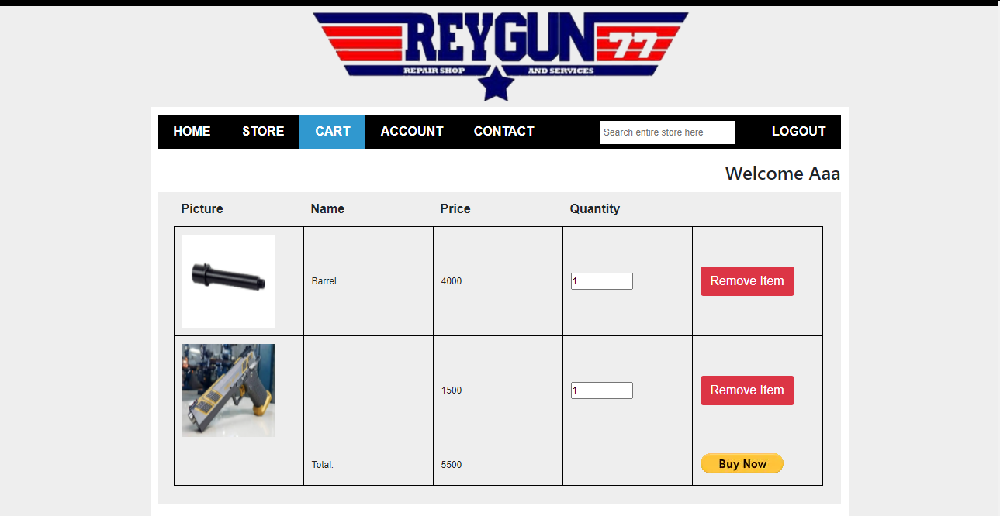 REYGUN 77
REPAIR SHOP AND SERVICES
HOME STORE CART ACCOUNT CONTACT Search entire store here LOGOUT
Welcome Aaa
Picture Name Price Quantity
Barrel 4000 1 Remove Item
1500 1 Remove Item
Total: 5500 Buy Now